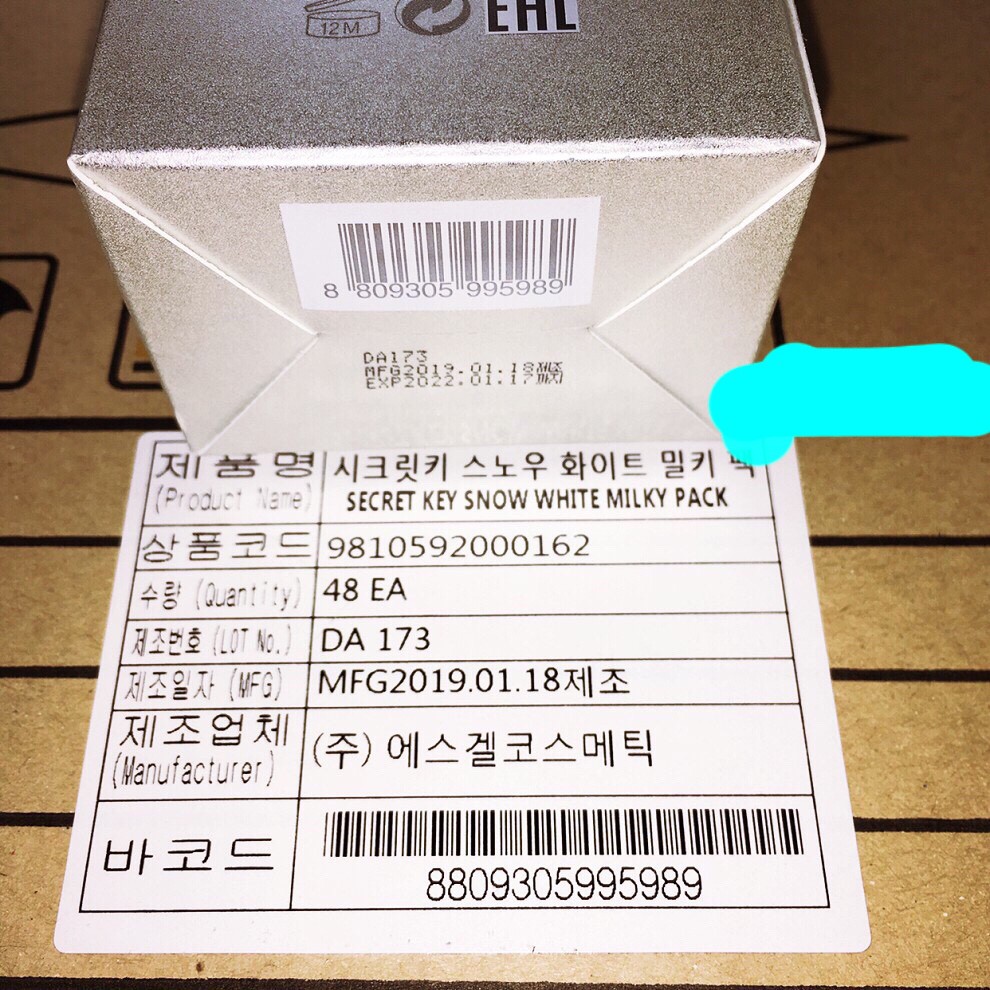 12M
EAC
8 809305 995989
DA173
MFG2019.01.18제조
EXP2022.01.17까지
제품명 시크릿키 스노우 화이트 밀키 팩
(Product Name) SECRET KEY SNOW WHITE MILKY PACK
상품코드 9810592000162
수량 (Quantity) 48 EA
제조번호 (LOT No.) DA 173
제조일자 (MFG) MFG2019.01.18제조
제조업체 (주) 에스겔코스메틱
(Manufacturer)
바코드
8809305995989